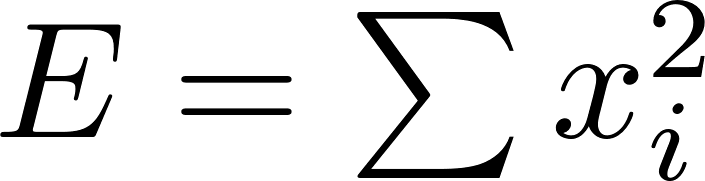 E = ∑ x_i^2